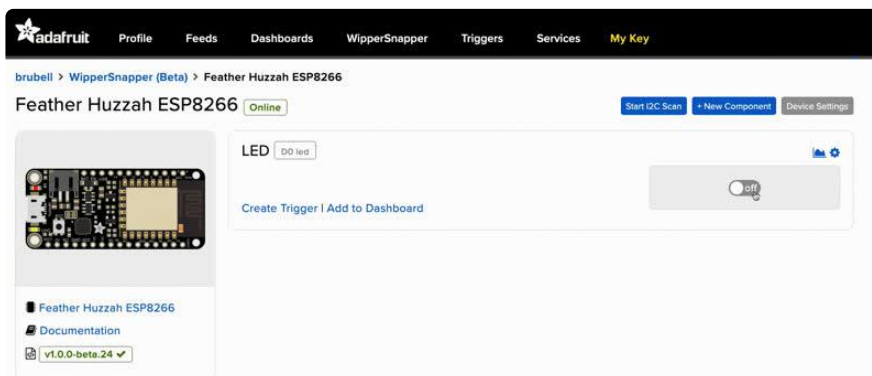 adafruit Profile Feeds Dashboards WipperSnapper Triggers Services My Key
brubell > WipperSnapper (Beta) > Feather Huzzah ESP8266
Feather Huzzah ESP8266 Online
Start I2C Scan + New Component Device Settings
LED D0 led
off
Create Trigger | Add to Dashboard
Feather Huzzah ESP8266
Documentation
v1.0.0-beta.24 ✔